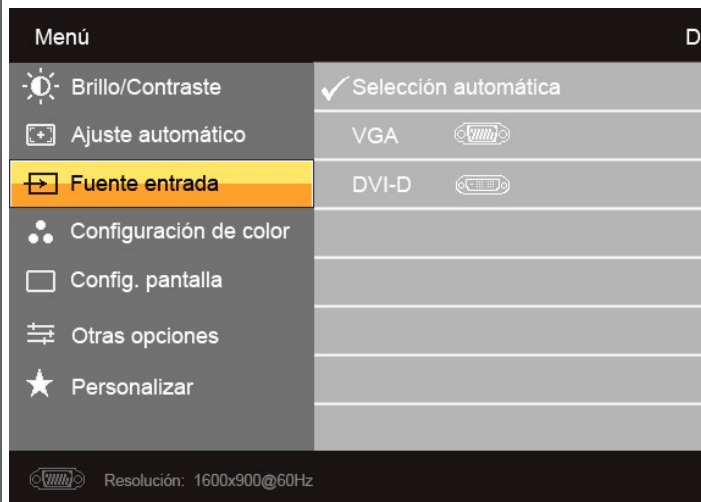 Menú D
Brillo/Contraste
Selección automática
Ajuste automático
VGA
Fuente entrada
DVI-D
Configuración de color
Config. pantalla
Otras opciones
Personalizar
Resolución: 1600x900@60Hz